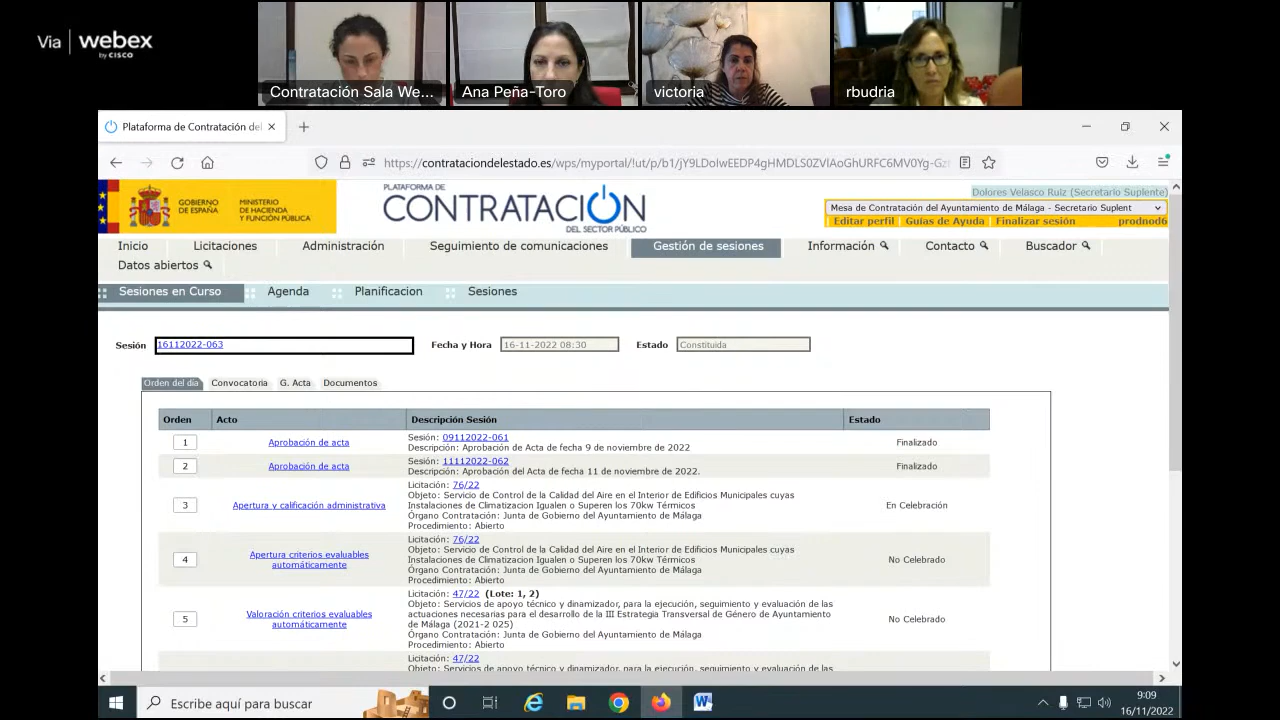 Via webex
by CISCO
Contratación Sala We...
Ana Peña-Toro
victoria
rbudria
Plataforma de Contratación del
https://contrataciondelestado.es/wps/myportal/!ut/p/b1/jY9LDoIwEEDP4gHMDLS0ZVIAoGhURFC6MV0Yg-Gz
GOBIERNO DE ESPAÑA
MINISTERIO DE HACIENDA Y FUNCIÓN PÚBLICA
PLATAFORMA DE
CONTRATACIÓN
DEL SECTOR PÚBLICO
Dolores Velasco Ruiz (Secretario Suplente)
Mesa de Contratación del Ayuntamiento de Málaga - Secretario Suplent
Editar perfil Guías de Ayuda Finalizar sesión prodnod6
Inicio Licitaciones Administración Seguimiento de comunicaciones Gestión de sesiones Información Contacto Buscador
Datos abiertos
Sesiones en Curso Agenda Planificacion Sesiones
Sesión 16112022-063 Fecha y Hora 16-11-2022 08:30 Estado Constituida
Orden del día Convocatoria G. Acta Documentos
Orden Acto Descripción Sesión Estado
1 Aprobación de acta Sesión: 09112022-061 Finalizado
Descripción: Aprobación de Acta de fecha 9 de noviembre de 2022
2 Aprobación de acta Sesión: 11112022-062 Finalizado
Descripción: Aprobación del Acta de fecha 11 de noviembre de 2022.
3 Apertura y calificación administrativa Licitación: 76/22 En Celebración
Objeto: Servicio de Control de la Calidad del Aire en el Interior de Edificios Municipales cuyas
Instalaciones de Climatizacion Igualen o Superen los 70kw Térmicos
Órgano Contratación: Junta de Gobierno del Ayuntamiento de Málaga
Procedimiento: Abierto
4 Apertura criterios evaluables automáticamente Licitación: 76/22 No Celebrado
Objeto: Servicio de Control de la Calidad del Aire en el Interior de Edificios Municipales cuyas
Instalaciones de Climatizacion Igualen o Superen los 70kw Térmicos
Órgano Contratación: Junta de Gobierno del Ayuntamiento de Málaga
Procedimiento: Abierto
5 Valoración criterios evaluables automáticamente Licitación: 47/22 (Lote: 1, 2) No Celebrado
Objeto: Servicios de apoyo técnico y dinamizador, para la ejecución, seguimiento y evaluación de las
actuaciones necesarias para el desarrollo de la III Estrategia Transversal de Género de Ayuntamiento
de Málaga (2021-2 025)
Órgano Contratación: Junta de Gobierno del Ayuntamiento de Málaga
Procedimiento: Abierto
Licitación: 47/22
Objeto: Servicios de apoyo técnico y dinamizador, para la ejecución, seguimiento y evaluación de las
Escribe aquí para buscar
9:09
16/11/2022